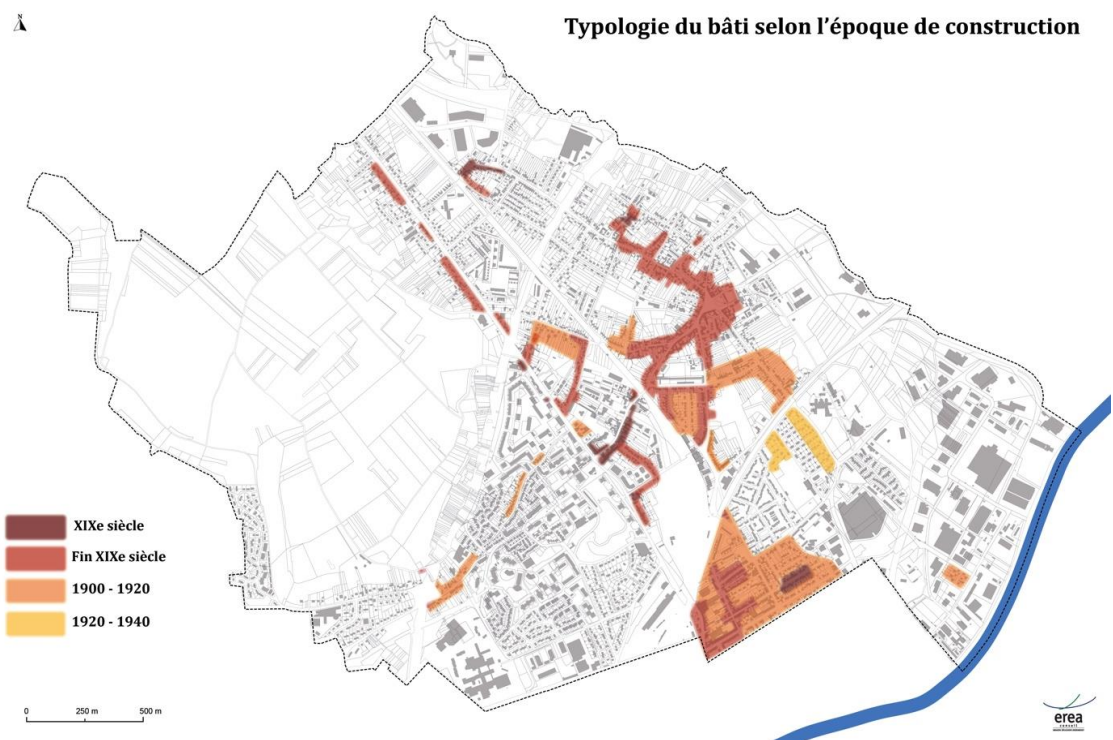 N
Typologie du bâti selon l'époque de construction
XIXe siècle
Fin XIXe siècle
1900 - 1920
1920 - 1940
0 250 m 500 m
erea
conseil